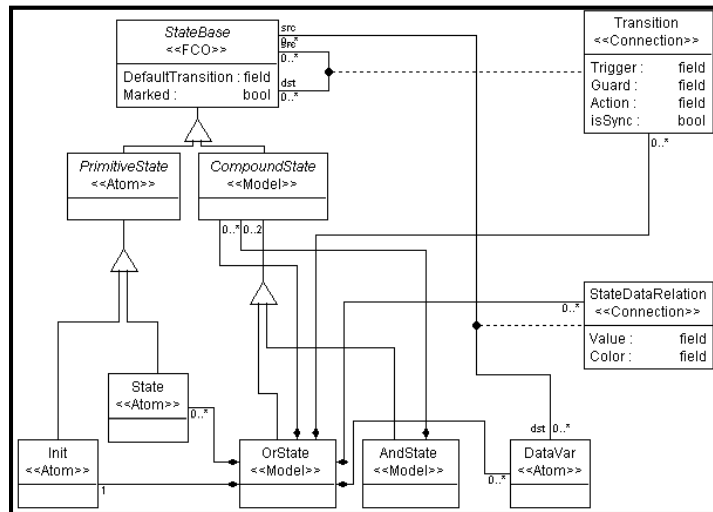 StateBase
<<FCO>>
DefaultTransition : field
Marked : bool
src
0..*
src
0..*
dst
0..*
Transition
<<Connection>>
Trigger : field
Guard : field
Action : field
isSync : bool
0..*
PrimitiveState
<<Atom>>
CompoundState
<<Model>>
0..*
0..2
StateDataRelation
<<Connection>>
Value : field
Color : field
0..*
State
<<Atom>>
0..*
Init
<<Atom>>
1
OrState
<<Model>>
AndState
<<Model>>
dst 0..*
DataVar
<<Atom>>
0..*